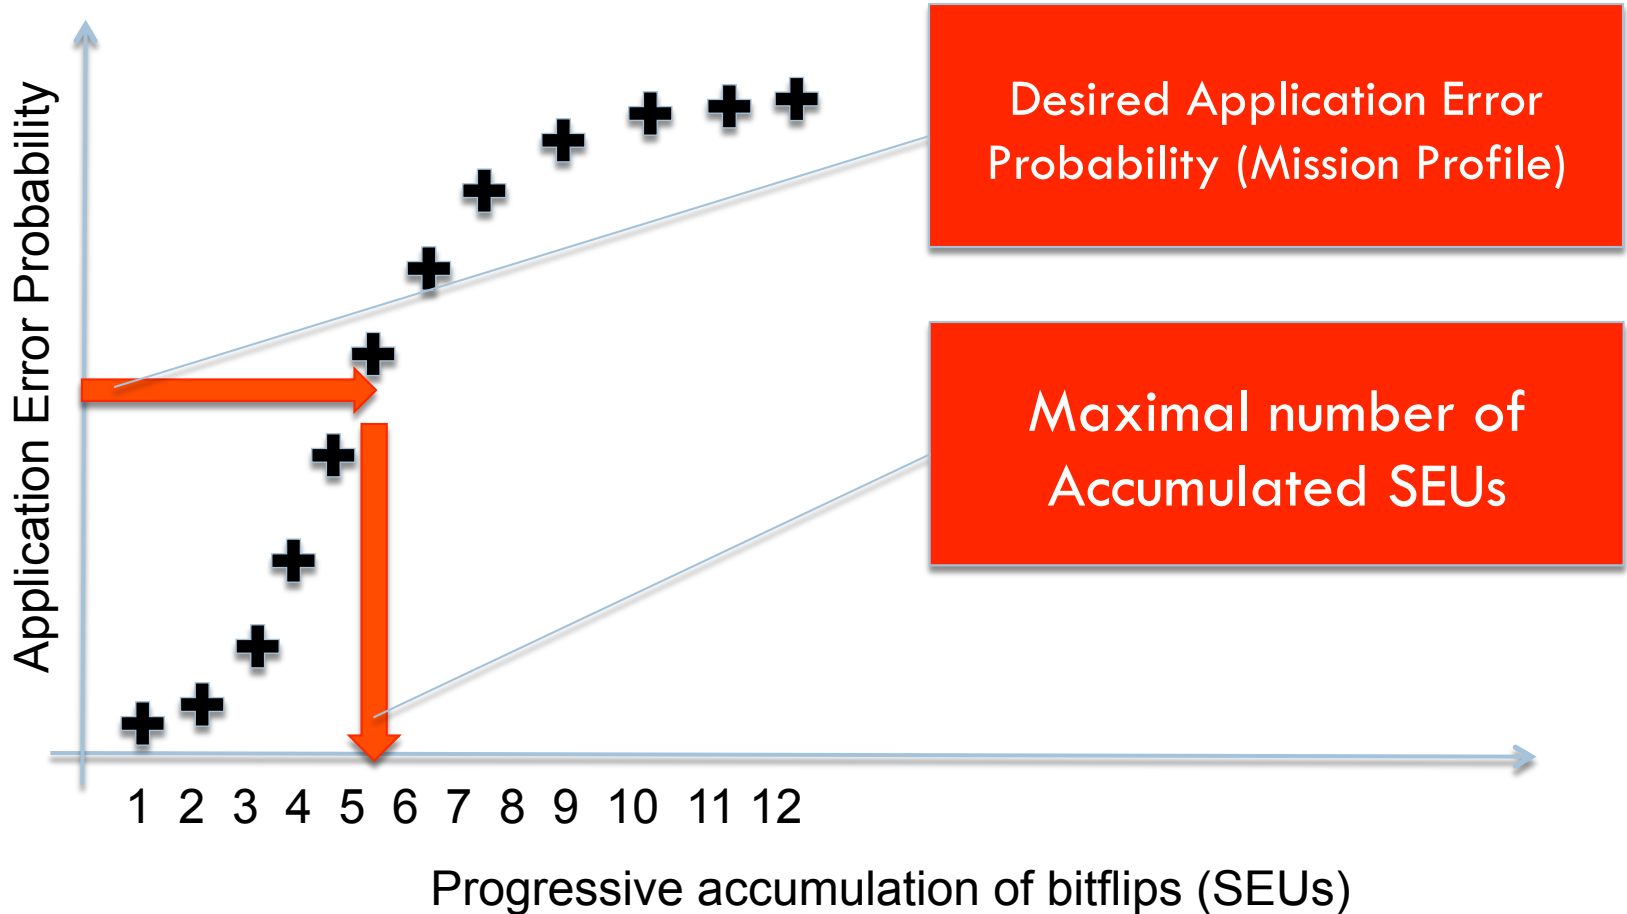 Application Error Probability
Desired Application Error
Probability (Mission Profile)
Maximal number of
Accumulated SEUs
1 2 3 4 5 6 7 8 9 10 11 12
Progressive accumulation of bitflips (SEUs)